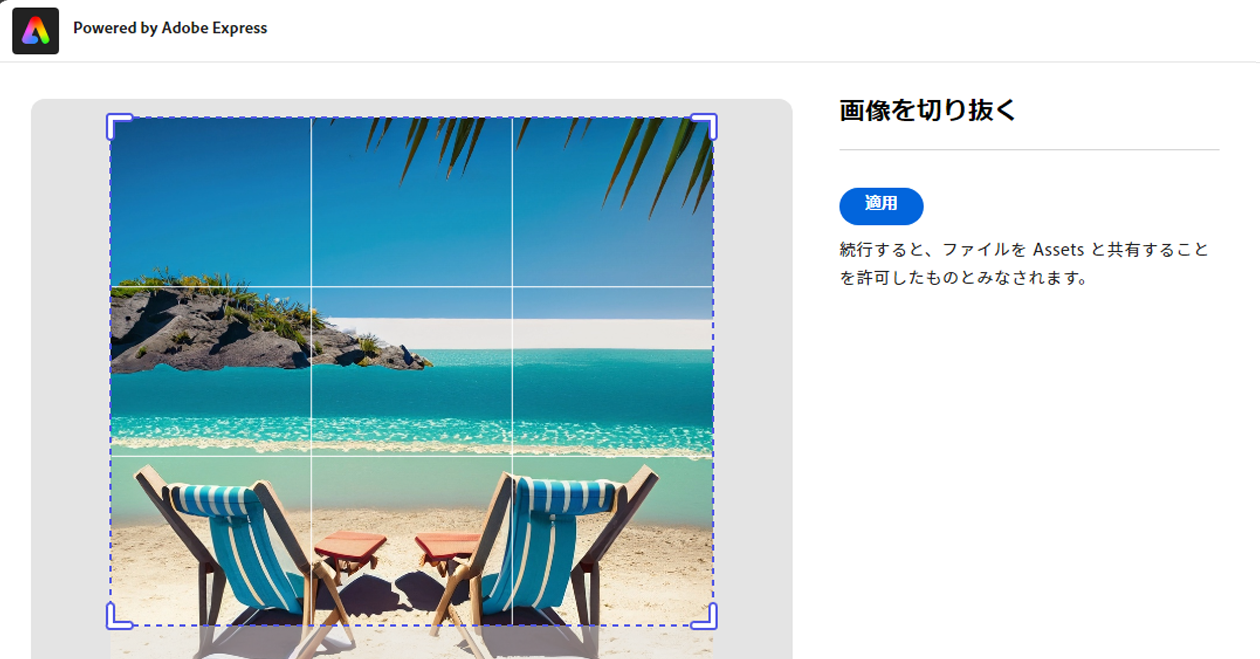 Powered by Adobe Express
画像を切り抜く
適用
続行すると、ファイルを Assets と共有すること
を許可したものとみなされます。